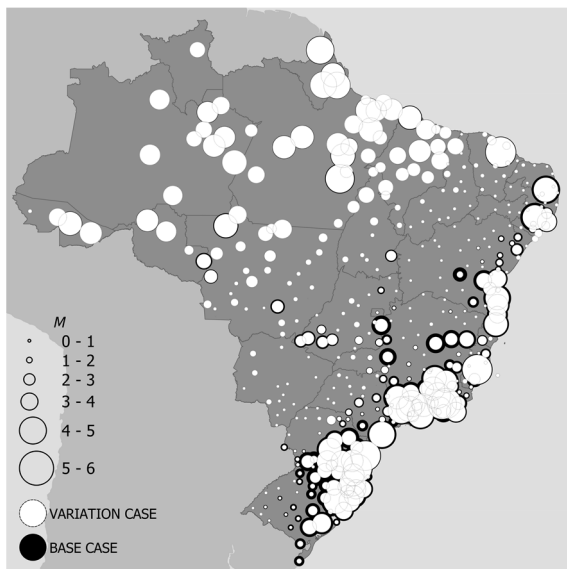 M
0 - 1
1 - 2
2 - 3
3 - 4
4 - 5
5 - 6
VARIATION CASE
BASE CASE